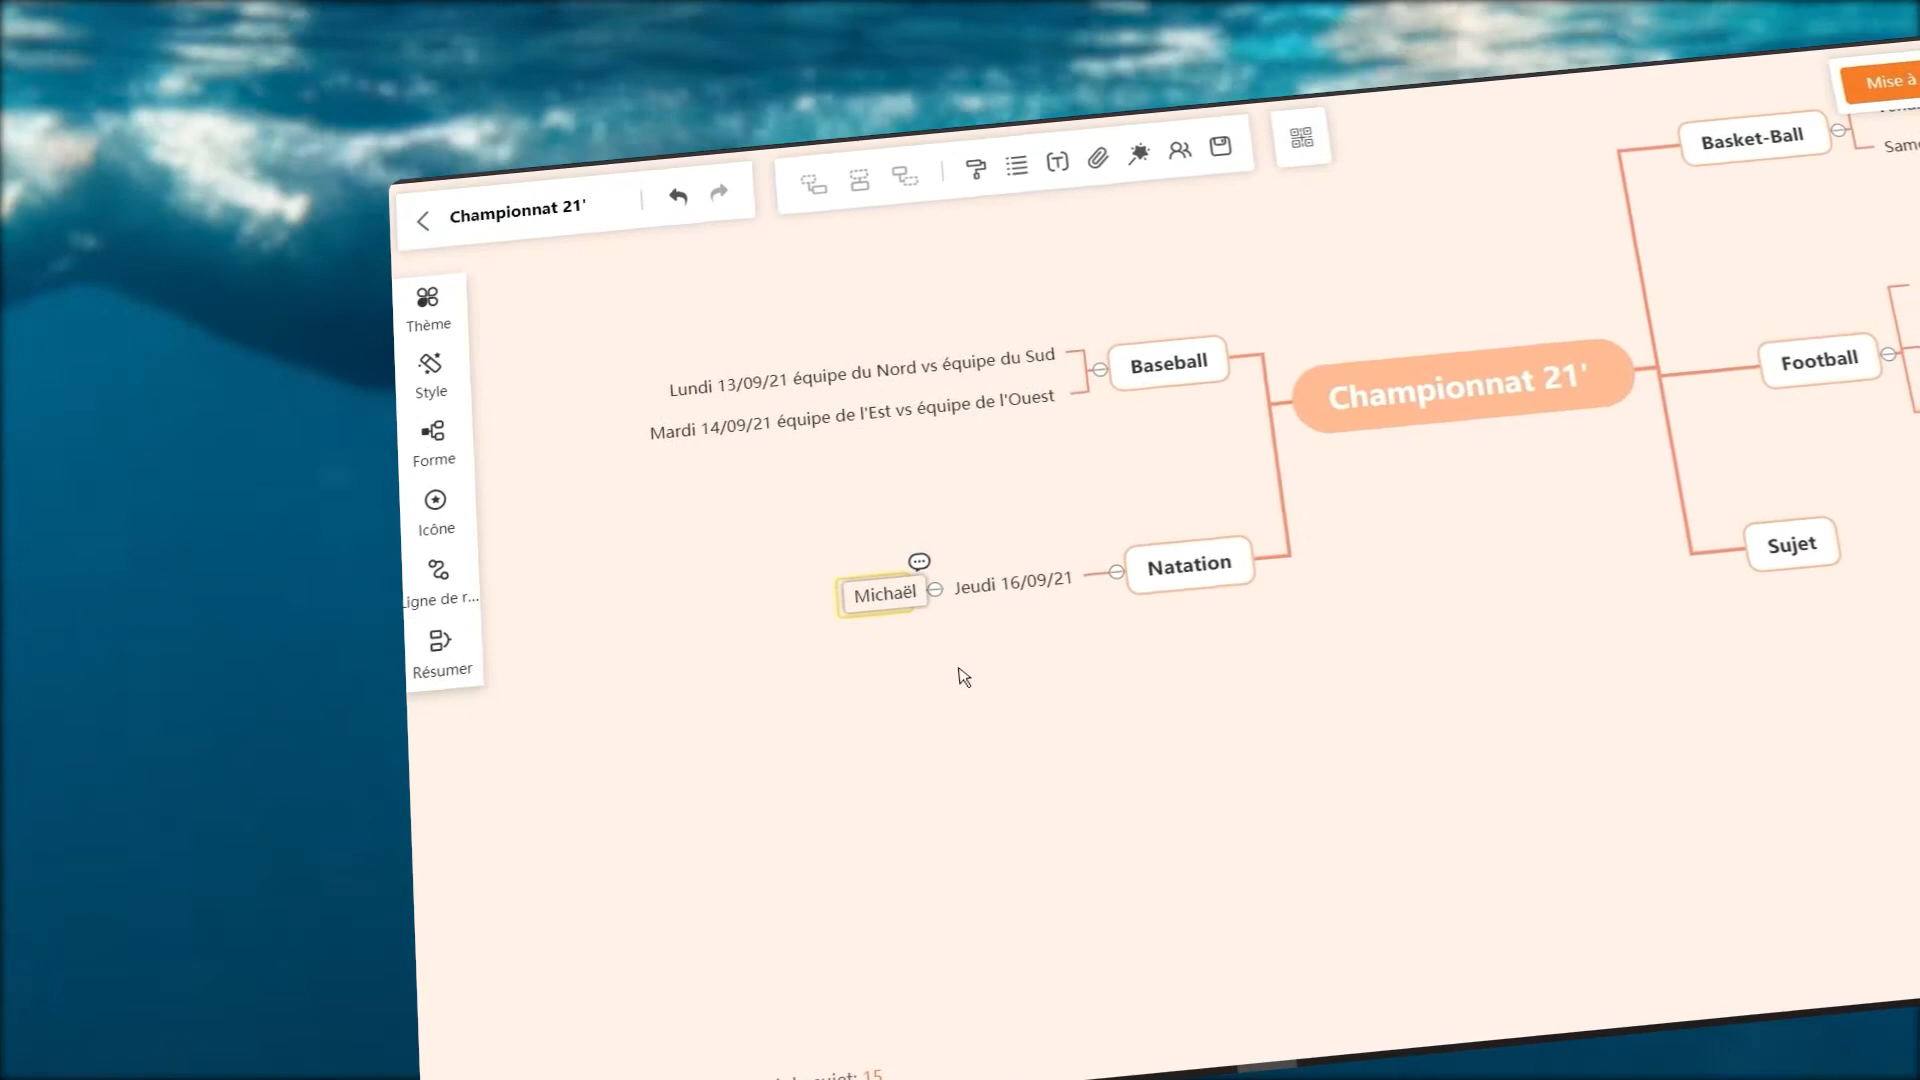 Mise à
Championnat 21'
Basket-Ball
Thème
Style
Forme
Icône
Résumer
Lundi 13/09/21 équipe du Nord vs équipe du Sud
Mardi 14/09/21 équipe de l'Est vs équipe de l'Ouest
Baseball
Championnat 21'
Football
Michaël
Jeudi 16/09/21
Natation
Sujet
15